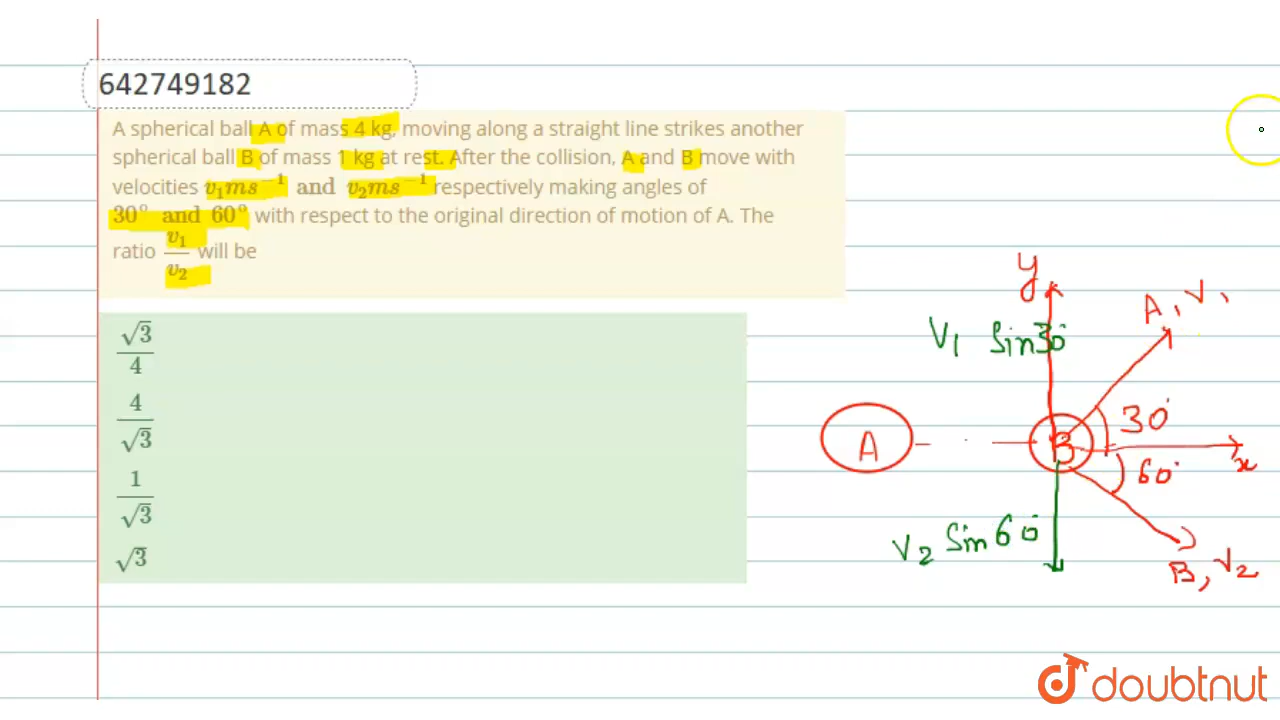 642749182
A spherical ball A of mass 4 kg, moving along a straight line strikes another
spherical ball B of mass 1 kg at rest. After the collision, A and B move with
velocities v₁ms⁻¹ and v₂ms⁻¹ respectively making angles of
30° and 60° with respect to the original direction of motion of A. The
ratio v₁/v₂ will be
√3/4
4/√3
1/√3
√3
y
A, V₁
V₁ Sin30°
A
B
30°
x
60°
V₂ Sin60°
B, V₂
doubtnut